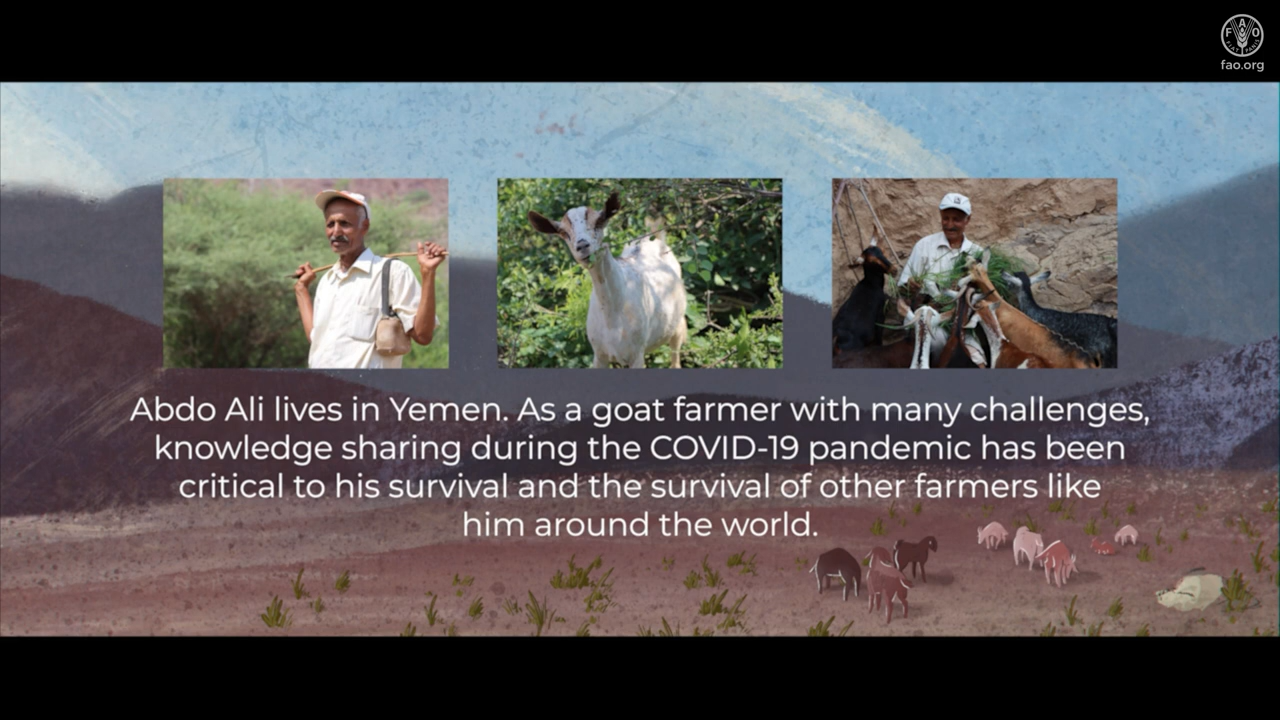 FAO
fao.org
Abdo Ali lives in Yemen. As a goat farmer with many challenges,
knowledge sharing during the COVID-19 pandemic has been
critical to his survival and the survival of other farmers like
him around the world.